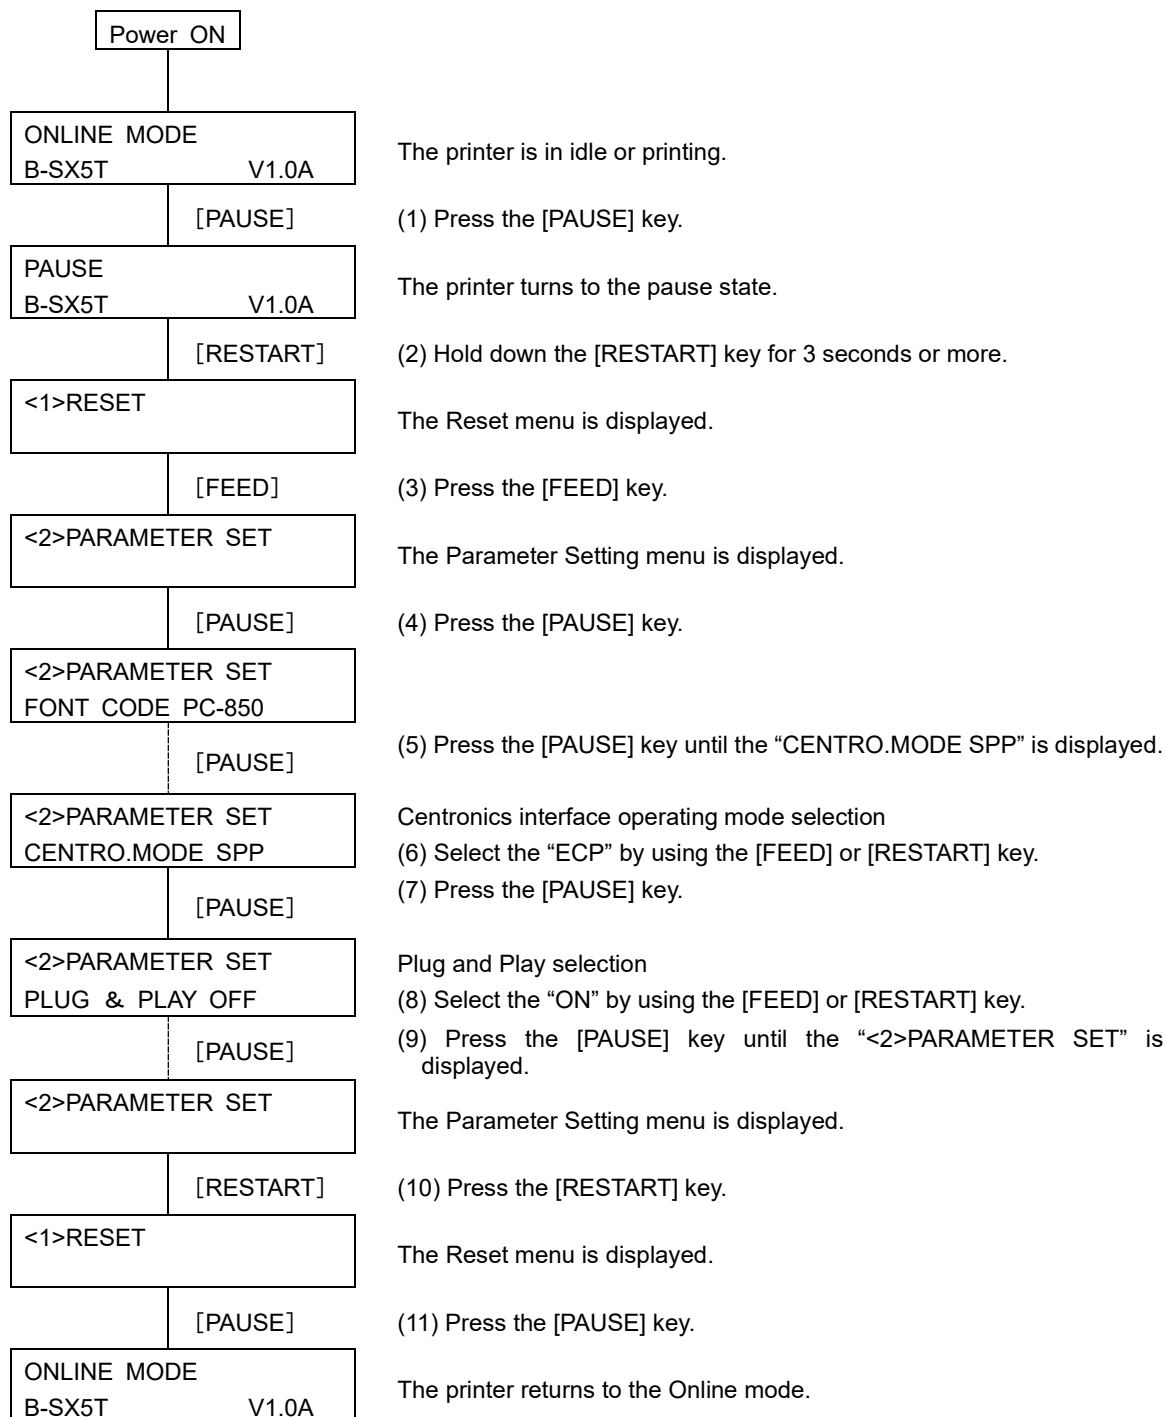 Power ON
ONLINE MODE
B-SX5T V1.0A
The printer is in idle or printing.
[PAUSE]
(1) Press the [PAUSE] key.
PAUSE
B-SX5T V1.0A
The printer turns to the pause state.
[RESTART]
(2) Hold down the [RESTART] key for 3 seconds or more.
<1>RESET
The Reset menu is displayed.
[FEED]
(3) Press the [FEED] key.
<2>PARAMETER SET
The Parameter Setting menu is displayed.
[PAUSE]
(4) Press the [PAUSE] key.
<2>PARAMETER SET
FONT CODE PC-850
[PAUSE]
(5) Press the [PAUSE] key until the “CENTRO.MODE SPP” is displayed.
<2>PARAMETER SET
CENTRO.MODE SPP
Centronics interface operating mode selection
(6) Select the “ECP” by using the [FEED] or [RESTART] key.
(7) Press the [PAUSE] key.
[PAUSE]
<2>PARAMETER SET
PLUG & PLAY OFF
Plug and Play selection
(8) Select the “ON” by using the [FEED] or [RESTART] key.
(9) Press the [PAUSE] key until the “<2>PARAMETER SET” is
displayed.
[PAUSE]
<2>PARAMETER SET
The Parameter Setting menu is displayed.
[RESTART]
(10) Press the [RESTART] key.
<1>RESET
The Reset menu is displayed.
[PAUSE]
(11) Press the [PAUSE] key.
ONLINE MODE
B-SX5T V1.0A
The printer returns to the Online mode.